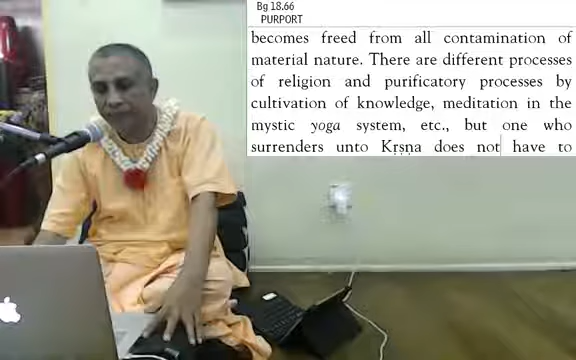 Bg 18.66
PURPORT
becomes freed from all contamination of
material nature. There are different processes
of religion and purificatory processes by
cultivation of knowledge, meditation in the
mystic yoga system, etc., but one who
surrenders unto Kṛṣṇa does not have to